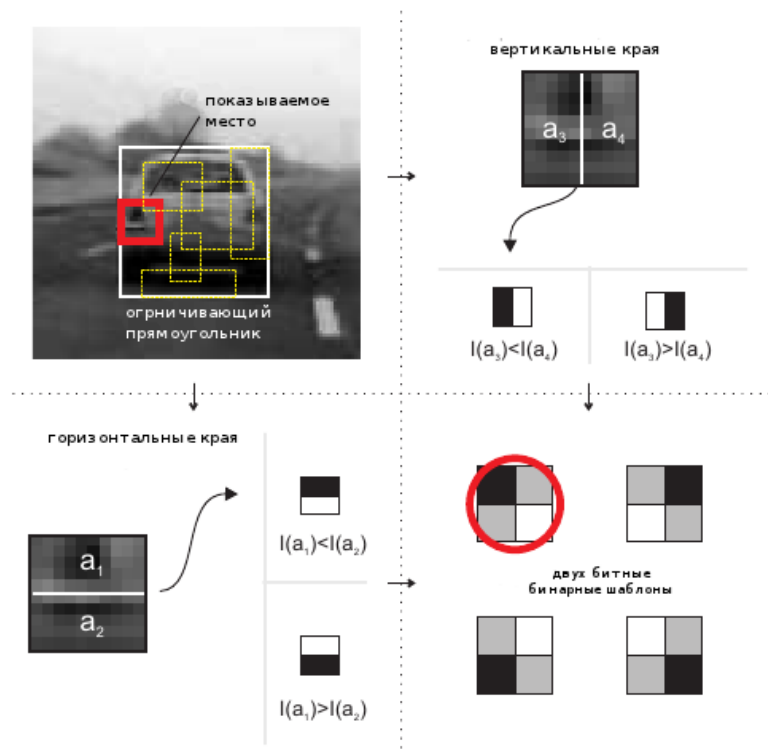 показываемое
место
огрничивающий
прямоугольник
вертикальные края
a₃ a₄
I(a₃)<I(a₄)
I(a₃)>I(a₄)
горизонтальные края
a₁
a₂
I(a₁)<I(a₂)
I(a₁)>I(a₂)
двух битные
бинарные шаблоны